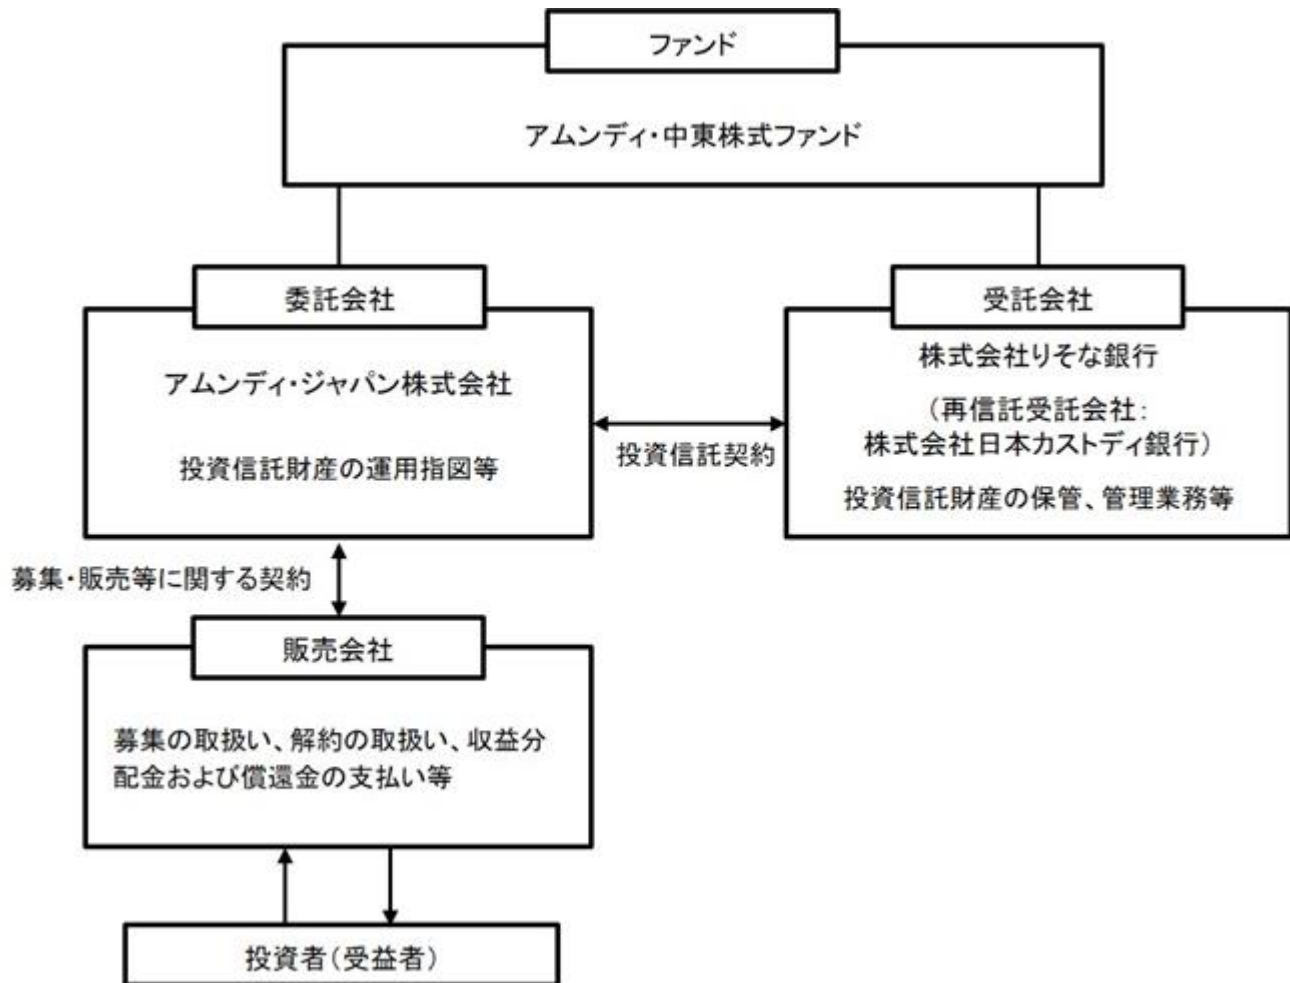 ファンド
アムンディ・中東株式ファンド
委託会社
アムンディ・ジャパン株式会社
投資信託財産の運用指図等
投資信託契約
受託会社
株式会社りそな銀行
（再信託受託会社：
株式会社日本カストディ銀行）
投資信託財産の保管、管理業務等
募集・販売等に関する契約
販売会社
募集の取扱い、解約の取扱い、収益分
配金および償還金の支払い等
投資者（受益者）